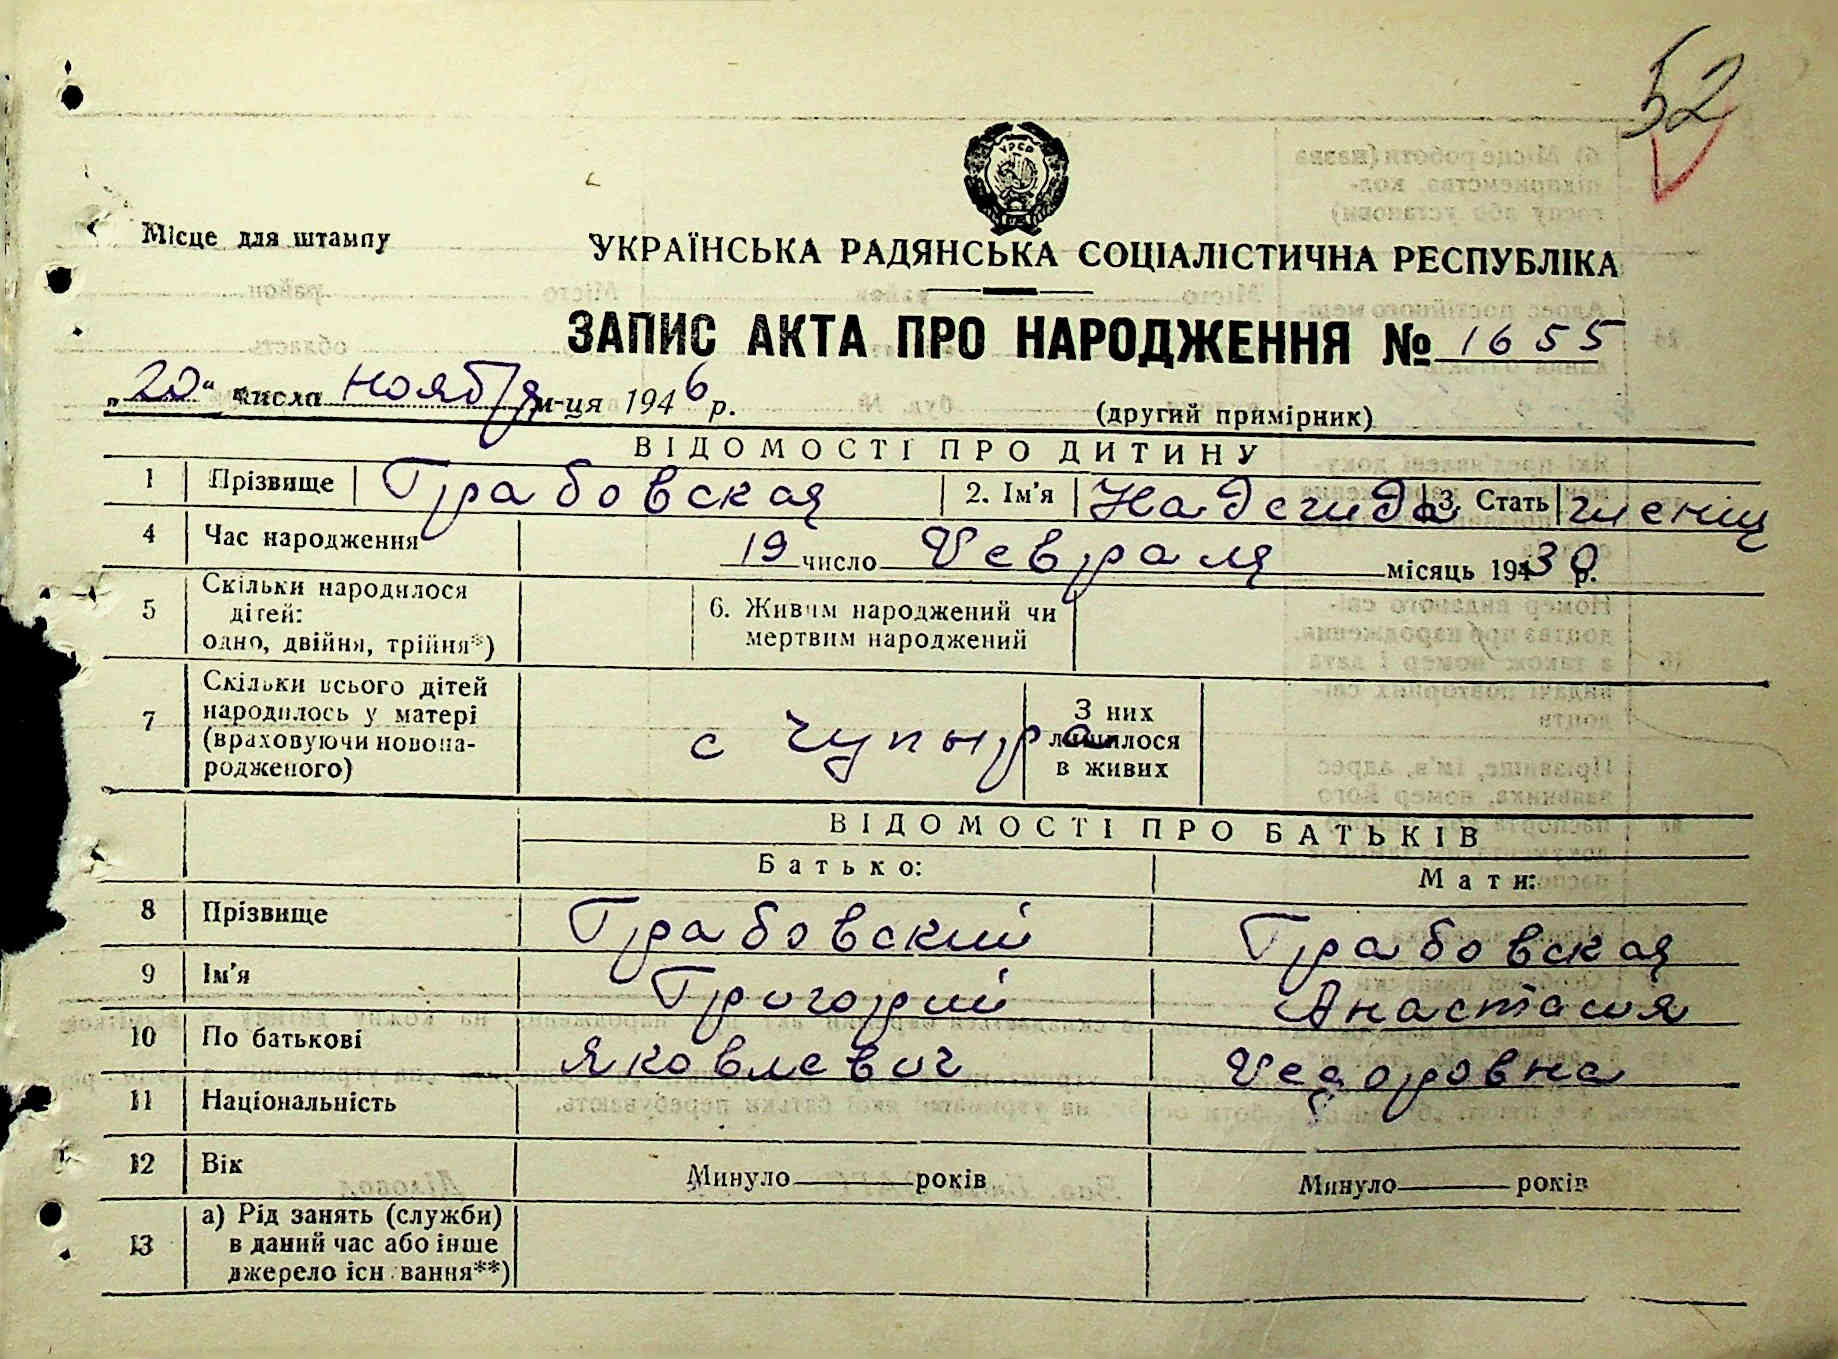 52
УРСР
Місце для штампу
УКРАЇНСЬКА РАДЯНСЬКА СОЦІАЛІСТИЧНА РЕСПУБЛІКА
ЗАПИС АКТА ПРО НАРОДЖЕННЯ № 1655
„20“ числа ноября м-ця 1946 р.
(другий примірник)
ВІДОМОСТІ ПРО ДИТИНУ
1 Прізвище Грабовская 2. Ім'я Надежда 3. Стать женщ
4 Час народження 19 число Февраля місяць 1930 р.
5 Скільки народилося дітей: одно, двійня, трійня*)
6. Живим народжений чи мертвим народжений
7 Скільки всього дітей народилось у матері (враховуючи новонародженого)
с Чупыра
З них лишилося в живих
ВІДОМОСТІ ПРО БАТЬКІВ
Батько: Мати:
8 Прізвище Грабовский Грабовская
9 Ім'я Григорий Анастасия
10 По батькові Яковлевич Федоровна
11 Національність
12 Вік Минуло років Минуло років
13 а) Рід занять (служби) в даний час або інше джерело існування**)